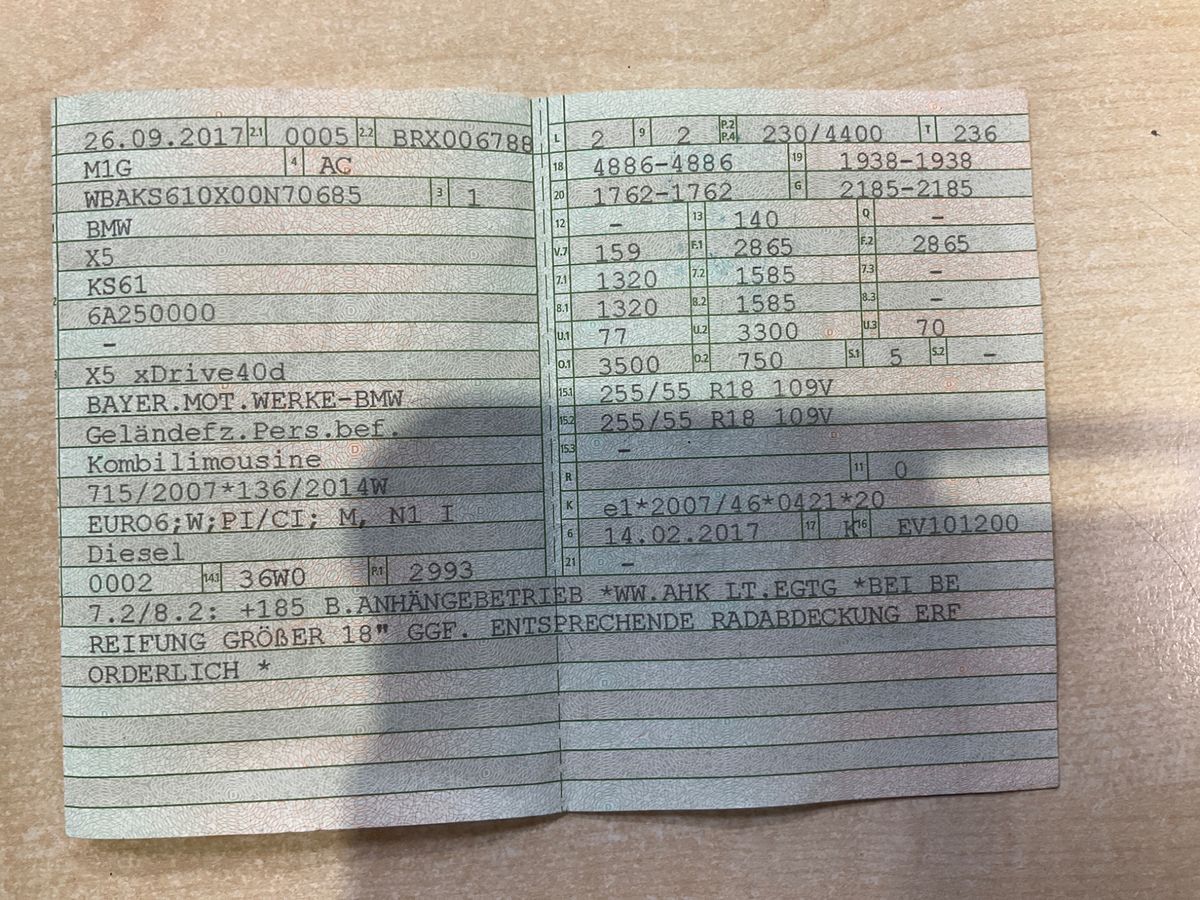 26.09.2017 2.1 0005 2.2 BRX006788
M1G 4 AC
WBAKS610X00N70685 3 1
BMW
X5
KS61
6A250000
–
X5 xDrive40d
BAYER.MOT.WERKE-BMW
Geländefz.Pers.bef.
Kombilimousine
715/2007*136/2014W
EURO6;W;PI/CI; M, N1 I
Diesel
0002 14.1 36W0 P.1 2993
L 2 9 2 P.2 P.4 230/4400 T 236
18 4886-4886 19 1938-1938
20 1762-1762 G 2185-2185
12 – 13 140 Q –
V.7 159 F.1 2865 F.2 2865
7.1 1320 7.2 1585 7.3 –
8.1 1320 8.2 1585 8.3 –
U.1 77 U.2 3300 U.3 70
O.1 3500 O.2 750 S.1 5 S.2 –
15.1 255/55 R18 109V
15.2 255/55 R18 109V
15.3 –
R 11 0
K e1*2007/46*0421*20
6 14.02.2017 17 K 16 EV101200
21 –
7.2/8.2: +185 B.ANHÄNGEBETRIEB *WW.AHK LT.EGTG *BEI BE
REIFUNG GRÖßER 18" GGF. ENTSPRECHENDE RADABDECKUNG ERF
ORDERLICH *